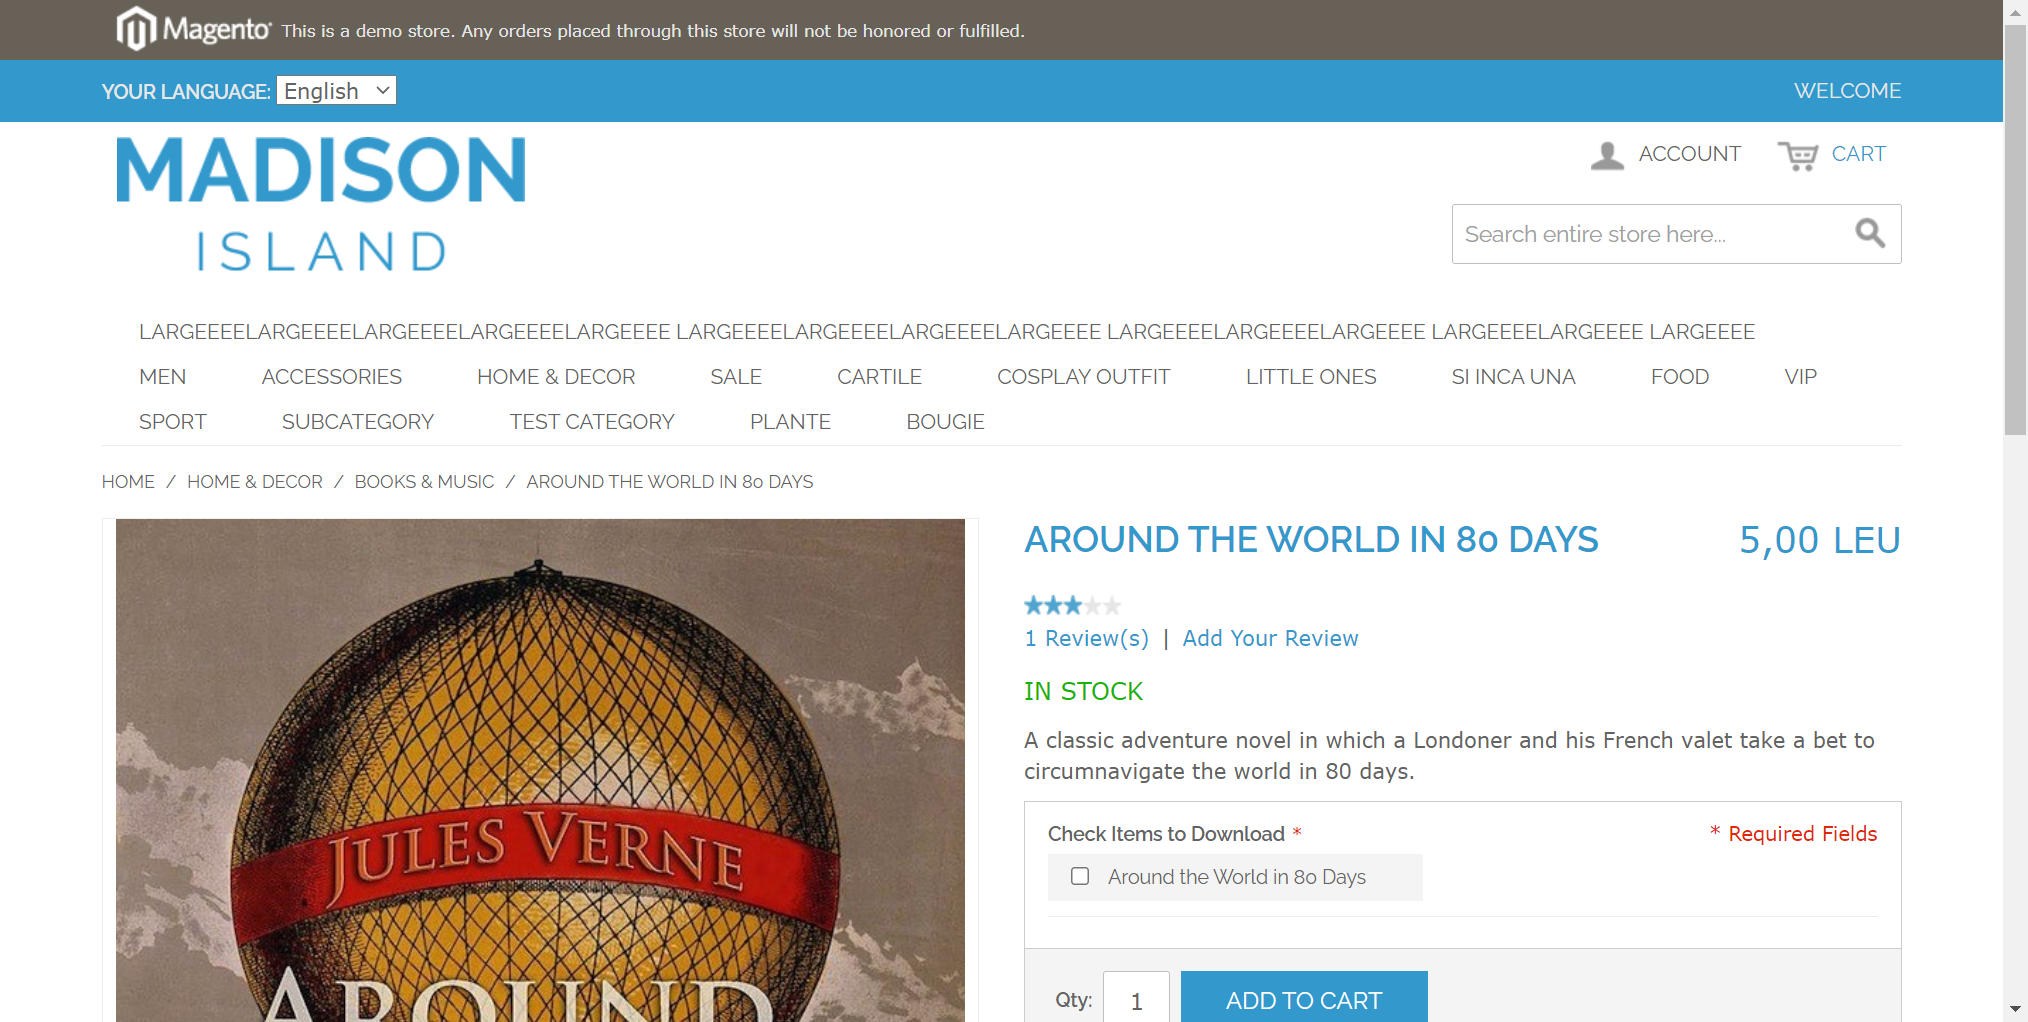 Magento® This is a demo store. Any orders placed through this store will not be honored or fulfilled.
YOUR LANGUAGE: English
WELCOME
MADISON
ISLAND
ACCOUNT CART
Search entire store here...
LARGEEEELARGEEEELARGEEEELARGEEEELARGEEEE LARGEEEELARGEEEELARGEEEELARGEEEE LARGEEEELARGEEEELARGEEEE LARGEEEELARGEEEE LARGEEEE
MEN ACCESSORIES HOME & DECOR SALE CARTILE COSPLAY OUTFIT LITTLE ONES SI INCA UNA FOOD VIP
SPORT SUBCATEGORY TEST CATEGORY PLANTE BOUGIE
HOME / HOME & DECOR / BOOKS & MUSIC / AROUND THE WORLD IN 80 DAYS
JULES VERNE
AROUND
AROUND THE WORLD IN 80 DAYS 5,00 LEU
1 Review(s) | Add Your Review
IN STOCK
A classic adventure novel in which a Londoner and his French valet take a bet to
circumnavigate the world in 80 days.
Check Items to Download *
* Required Fields
Around the World in 80 Days
Qty: 1 ADD TO CART